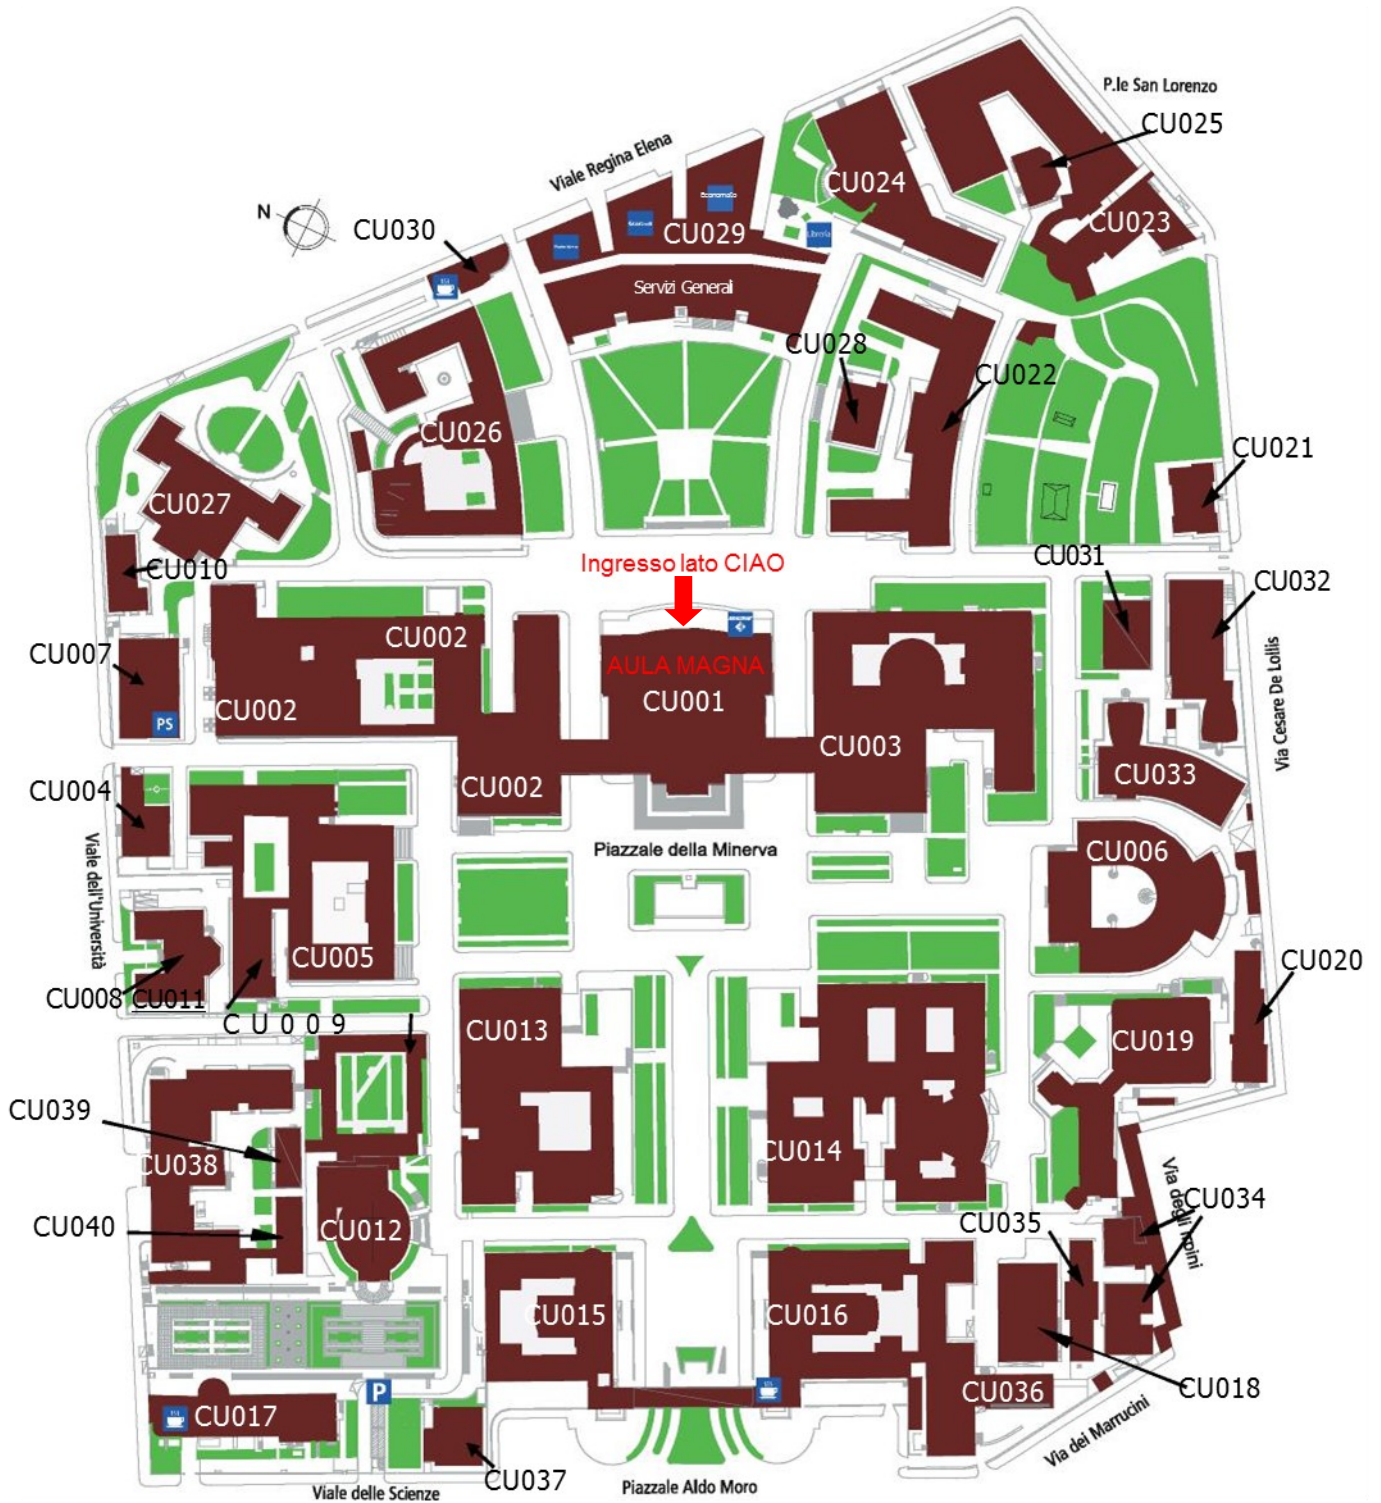 P.le San Lorenzo
CU025
Viale Regina Elena
CU024
N
CU030
Economato
CU029
CU023
Libreria
Servizi Generali
CU028
CU022
CU026
CU021
CU027
Ingresso lato CIAO
CU031
CU010
CU032
CU002
CU007
AULA MAGNA
CU001
CU002
PS
CU003
Via Cesare De Lollis
CU033
CU002
CU004
Piazzale della Minerva
CU006
Viale dell'Università
CU005
CU020
CU008
CU011
CU009
CU013
CU019
CU039
CU038
CU014
Via degli Irpini
CU034
CU040
CU012
CU035
CU015
CU016
CU018
P
CU036
CU017
Via dei Marrucini
CU037
Viale delle Scienze
Piazzale Aldo Moro